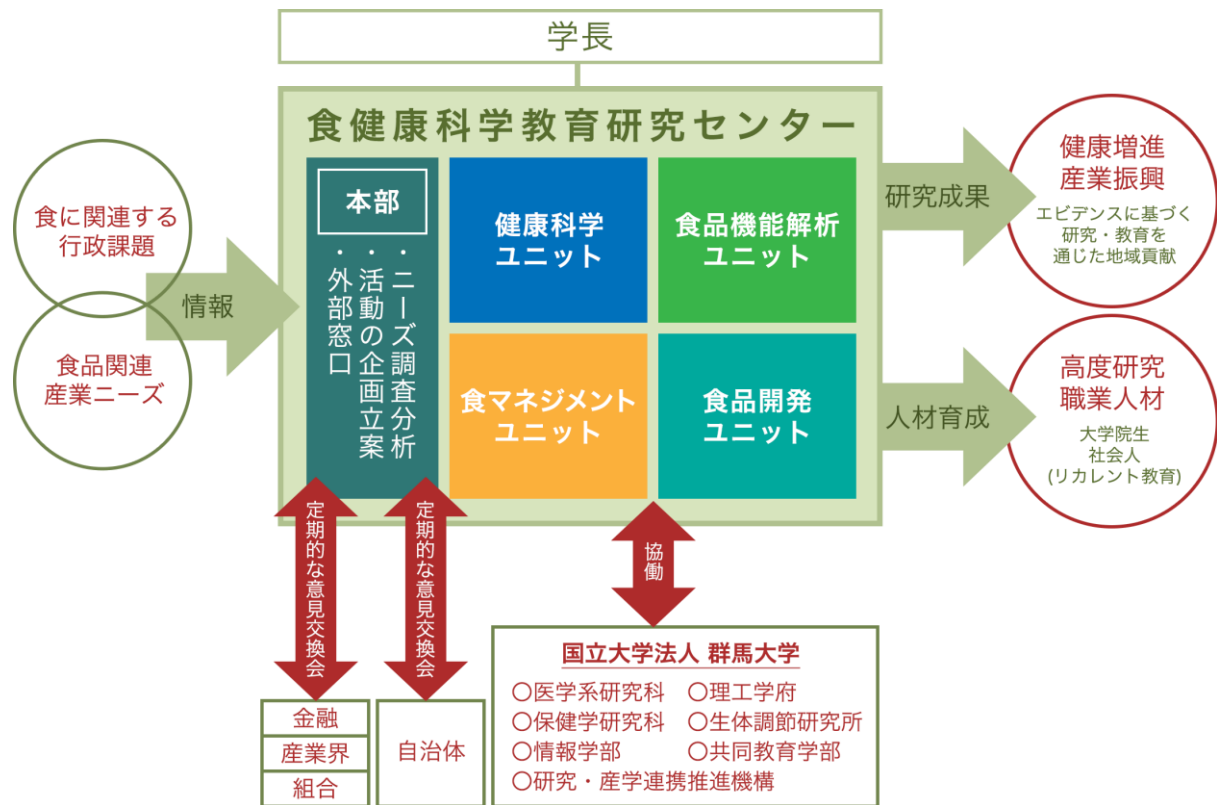 学長
食健康科学教育研究センター
食に関連する
行政課題
食品関連
産業ニーズ
情報
本部
・ニーズ調査分析
・活動の企画立案
・外部窓口
健康科学
ユニット
食品機能解析
ユニット
食マネジメント
ユニット
食品開発
ユニット
研究成果
健康増進
産業振興
エビデンスに基づく
研究・教育を
通じた地域貢献
人材育成
高度研究
職業人材
大学院生
社会人
(リカレント教育)
定期的な意見交換会
定期的な意見交換会
協働
金融
産業界
組合
自治体
国立大学法人 群馬大学
○医学系研究科 ○理工学府
○保健学研究科 ○生体調節研究所
○情報学部 ○共同教育学部
○研究・産学連携推進機構